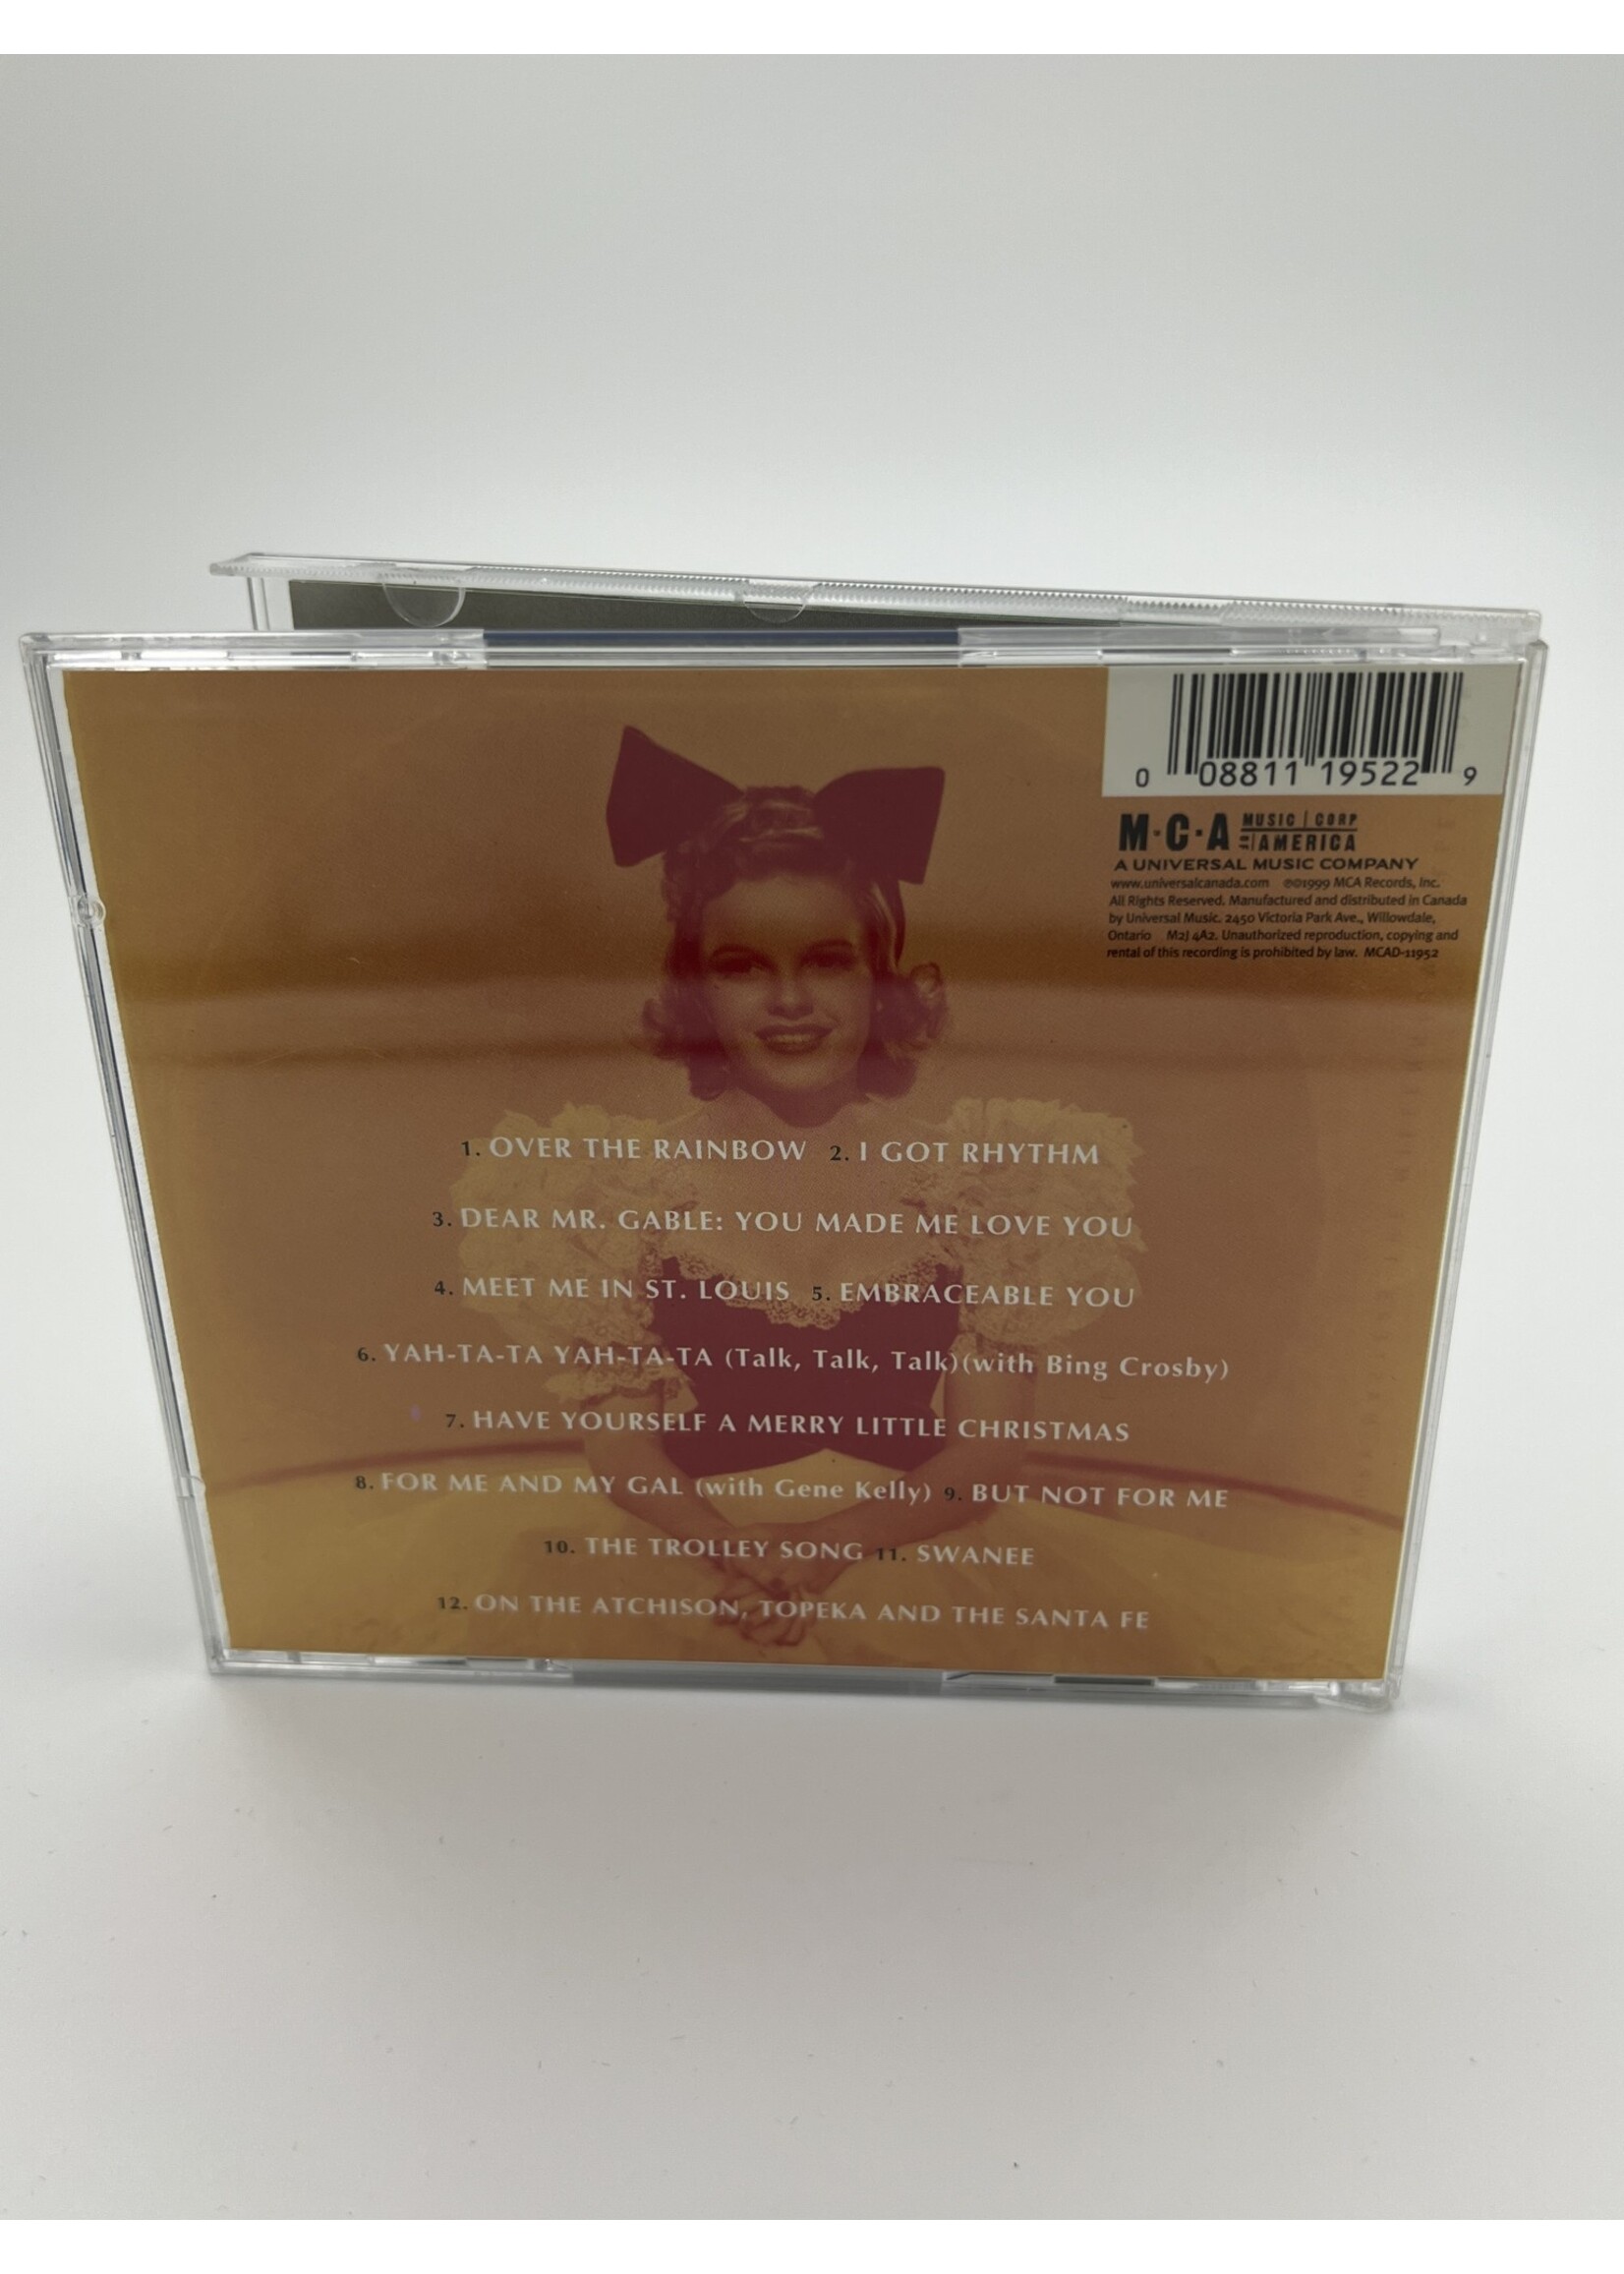 0 08811 19522 9
M·C·A MUSIC CORP AMERICA
A UNIVERSAL MUSIC COMPANY
www.universalcanada.com ℗©1999 MCA Records, Inc.
All Rights Reserved. Manufactured and distributed in Canada
by Universal Music. 2450 Victoria Park Ave., Willowdale,
Ontario M2J 4A2. Unauthorized reproduction, copying and
rental of this recording is prohibited by law. MCAD-11952
1. OVER THE RAINBOW 2. I GOT RHYTHM
3. DEAR MR. GABLE: YOU MADE ME LOVE YOU
4. MEET ME IN ST. LOUIS 5. EMBRACEABLE YOU
6. YAH-TA-TA YAH-TA-TA (Talk, Talk, Talk)(with Bing Crosby)
7. HAVE YOURSELF A MERRY LITTLE CHRISTMAS
8. FOR ME AND MY GAL (with Gene Kelly) 9. BUT NOT FOR ME
10. THE TROLLEY SONG 11. SWANEE
12. ON THE ATCHISON, TOPEKA AND THE SANTA FE